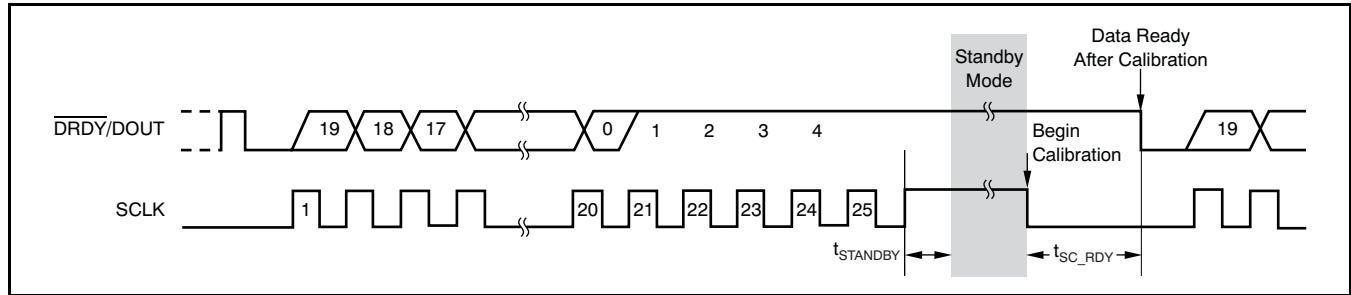 Data Ready
After Calibration
Standby
Mode
DRDY/DOUT
19 18 17 0 1 2 3 4 19
Begin
Calibration
SCLK
1 20 21 22 23 24 25
tSTANDBY
tSC_RDY